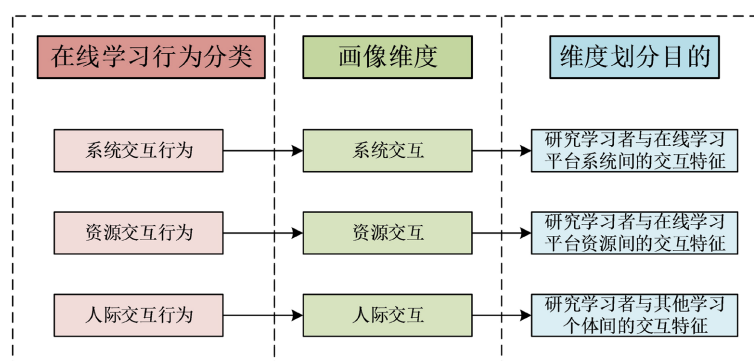 在线学习行为分类
画像维度
维度划分目的
系统交互行为
系统交互
研究学习者与在线学习
平台系统间的交互特征
资源交互行为
资源交互
研究学习者与在线学习
平台资源间的交互特征
人际交互行为
人际交互
研究学习者与其他学习
个体间的交互特征